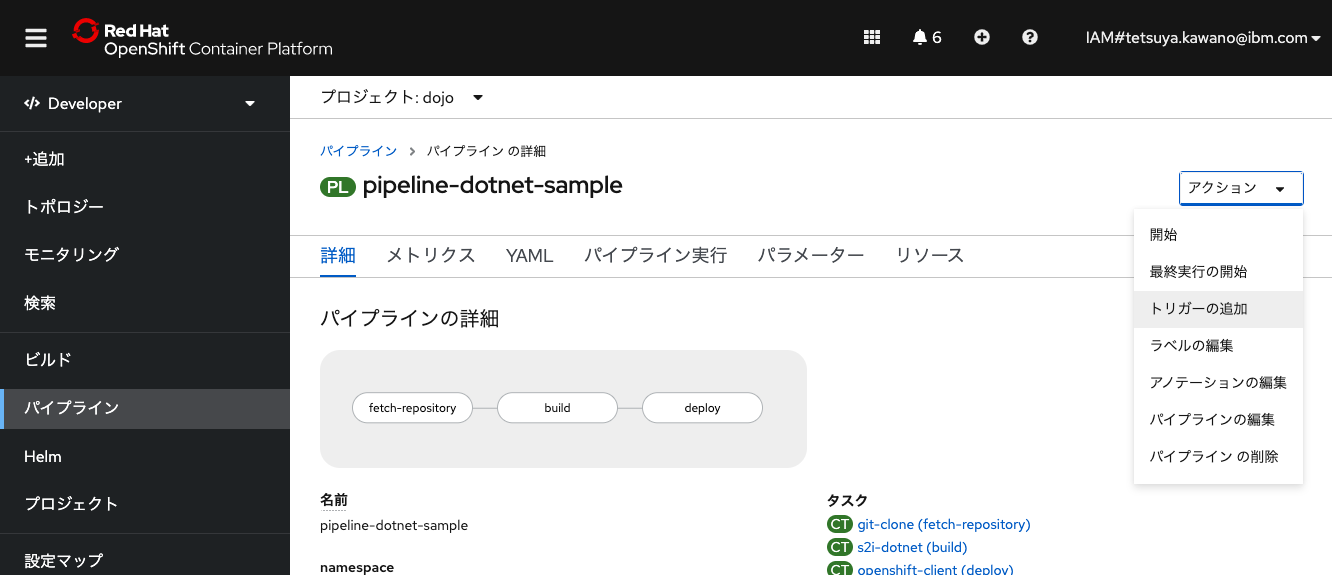 Red Hat
OpenShift Container Platform
6
IAM#tetsuya.kawano@ibm.com
Developer
+追加
トポロジー
モニタリング
検索
ビルド
パイプライン
Helm
プロジェクト
設定マップ
プロジェクト: dojo
パイプライン > パイプライン の詳細
PL pipeline-dotnet-sample
アクション
開始
最終実行の開始
トリガーの追加
ラベルの編集
アノテーションの編集
パイプラインの編集
パイプライン の削除
詳細 メトリクス YAML パイプライン実行 パラメーター リソース
パイプラインの詳細
fetch-repository build deploy
名前
pipeline-dotnet-sample
namespace
タスク
CT git-clone (fetch-repository)
CT s2i-dotnet (build)
CT openshift-client (deploy)